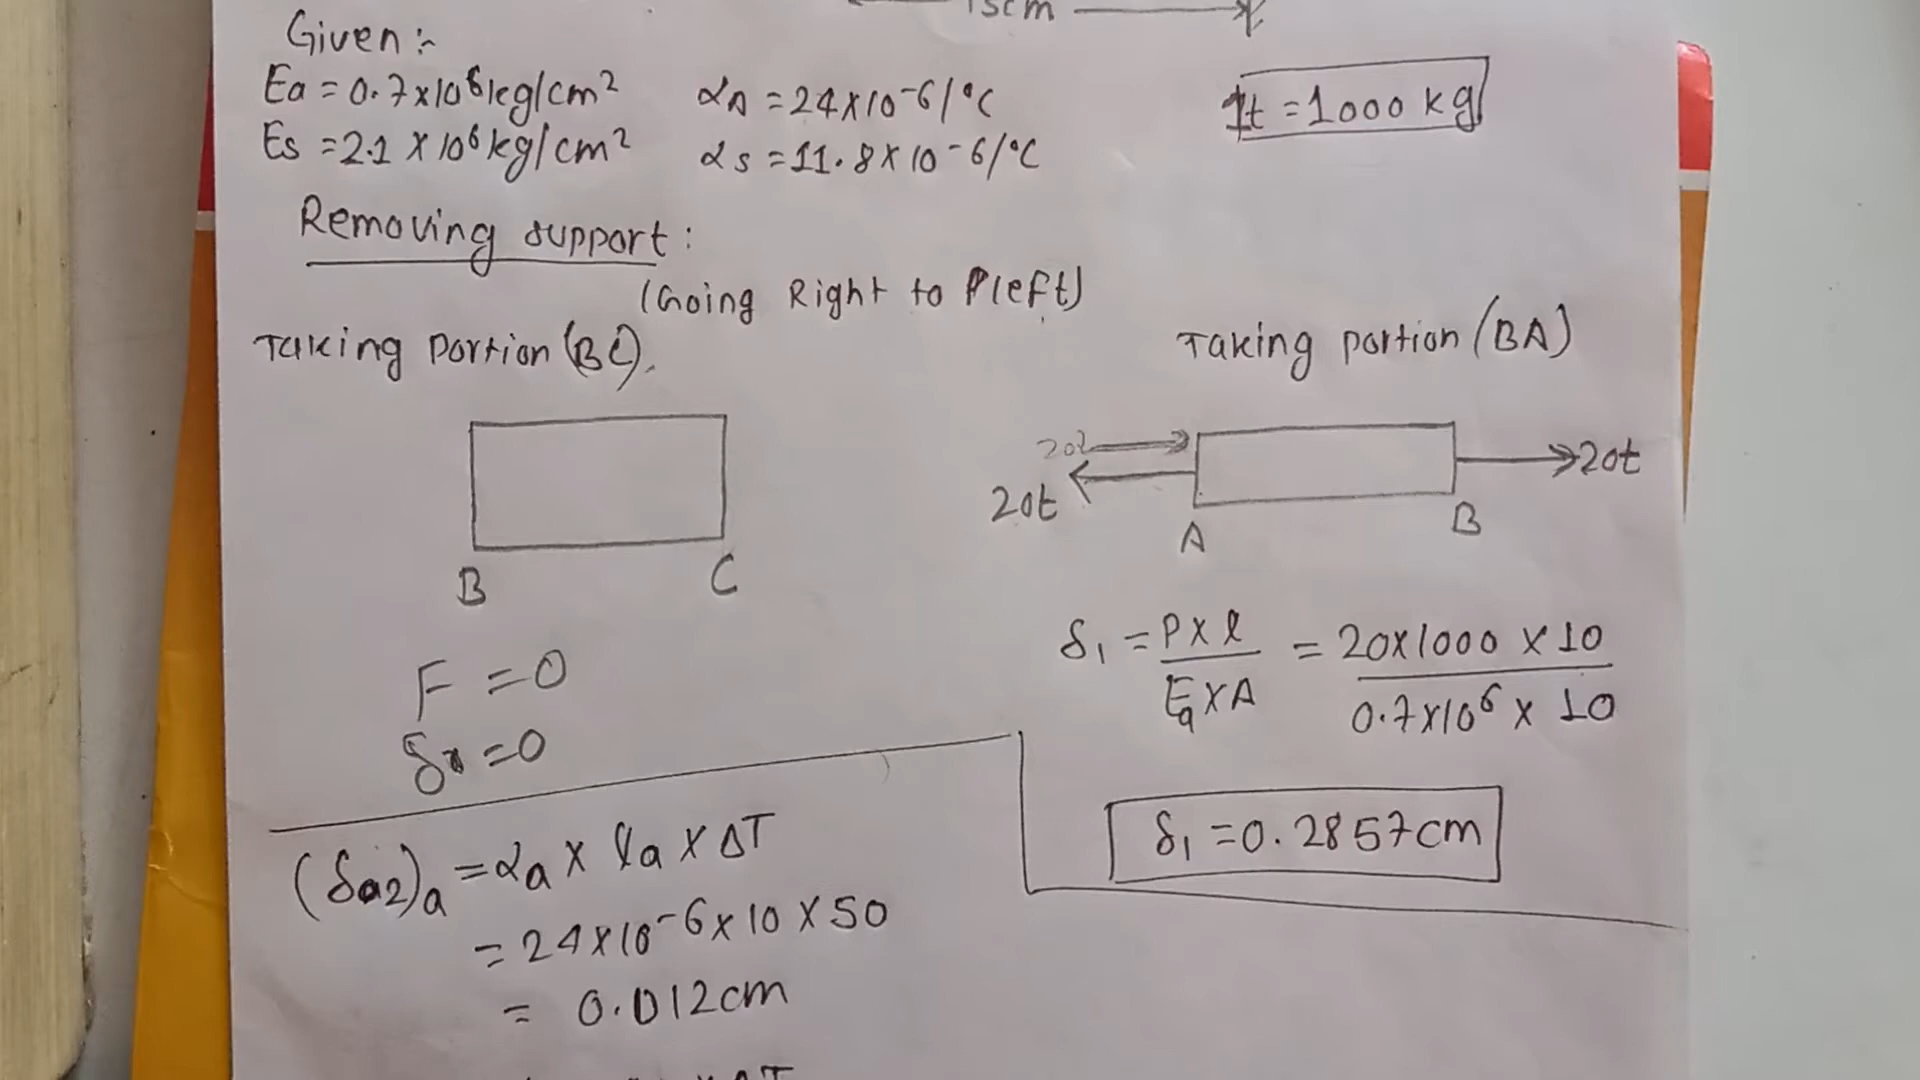 15cm
Given :-
Ea = 0.7x10⁶ kg/cm²
αA = 24x10⁻⁶/°C
1t = 1000 kg
Es = 2.1 x 10⁶ kg/cm²
αs = 11.8x10⁻⁶/°C
Removing support :
(Going Right to left)
Taking portion (BC).
Taking portion (BA)
20t
20t
20t
A
B
B
C
F = 0
δ = 0
δ₁ = Pxl / EaxA = 20x1000 x 10 / 0.7x10⁶ x 10
δ₁ = 0.2857cm
(δa2)a = αa x la x ΔT
= 24x10⁻⁶x 10 x 50
= 0.012cm
xΔT